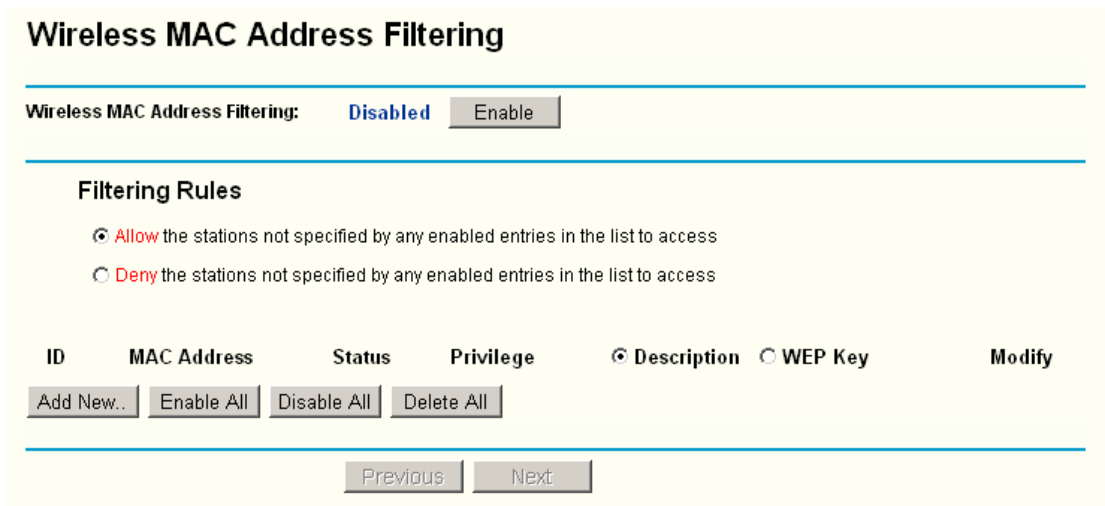 Wireless MAC Address Filtering
Wireless MAC Address Filtering: Disabled Enable
Filtering Rules
Allow the stations not specified by any enabled entries in the list to access
Deny the stations not specified by any enabled entries in the list to access
ID MAC Address Status Privilege Description WEP Key Modify
Add New.. Enable All Disable All Delete All
Previous Next